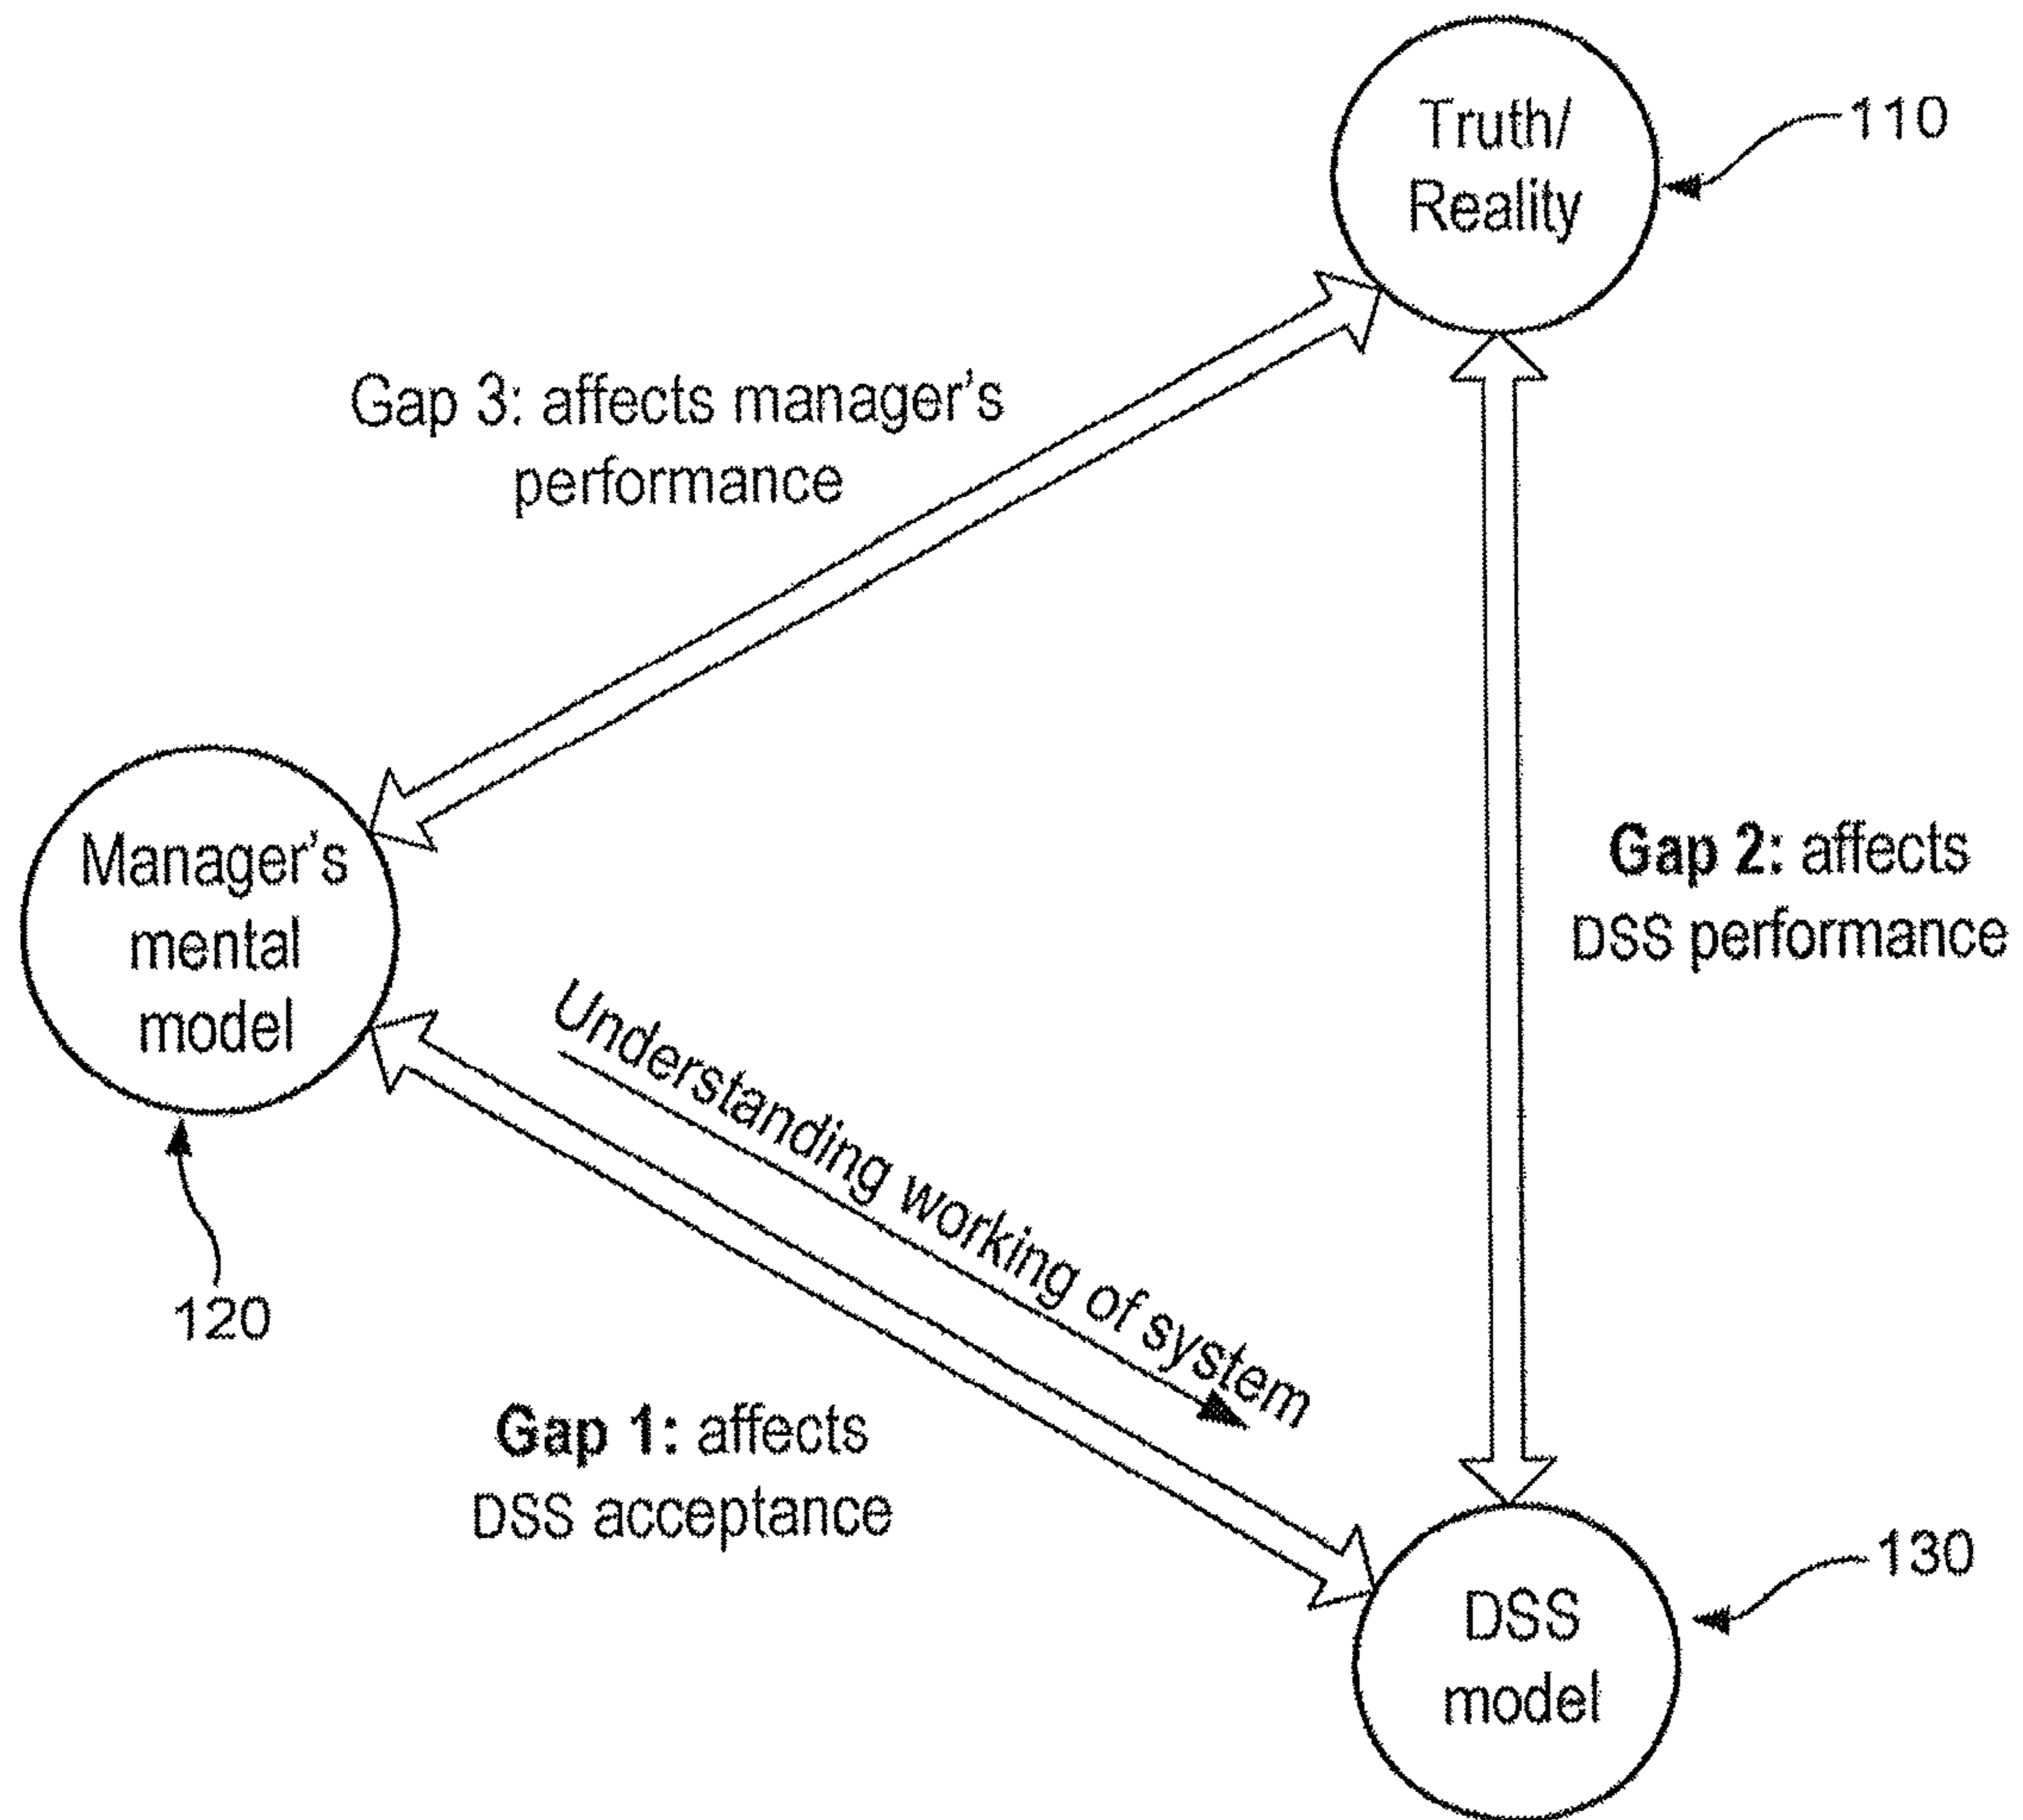 Truth/
Reality
110
Gap 3: affects manager's
performance
Manager's
mental
model
120
Gap 2: affects
DSS performance
Understanding working of system
Gap 1: affects
DSS acceptance
DSS
model
130